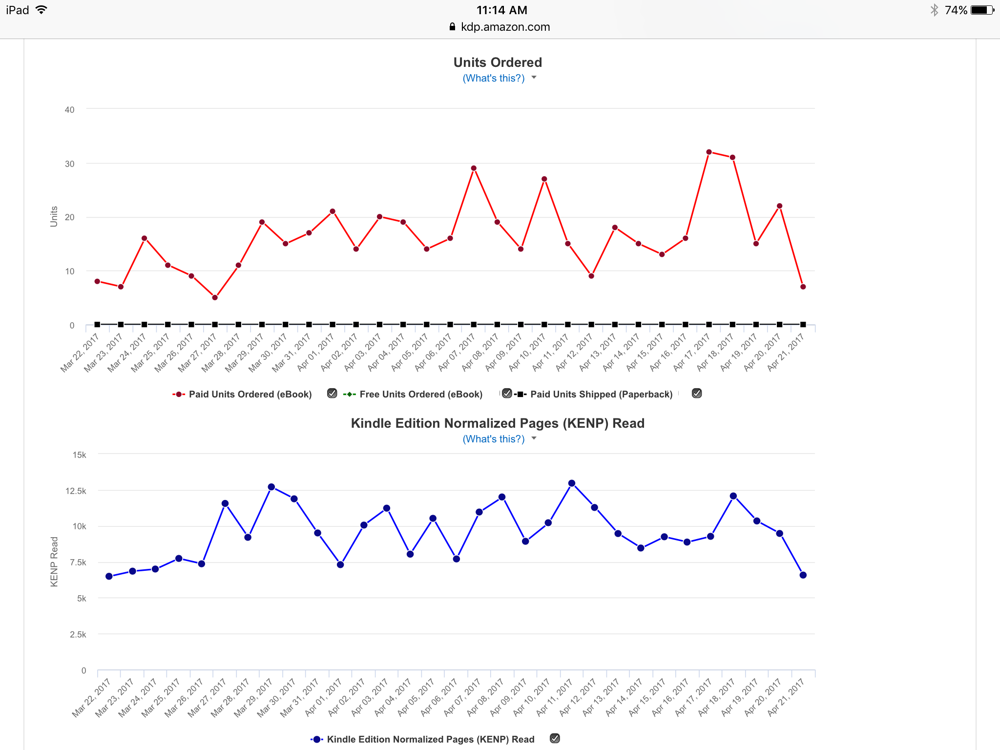 iPad 11:14 AM 74%
kdp.amazon.com
Units Ordered
(What's this?)
40
30
20
10
0
Units
Mar 22, 2017
Mar 23, 2017
Mar 24, 2017
Mar 25, 2017
Mar 26, 2017
Mar 27, 2017
Mar 28, 2017
Mar 29, 2017
Mar 30, 2017
Mar 31, 2017
Apr 01, 2017
Apr 02, 2017
Apr 03, 2017
Apr 04, 2017
Apr 05, 2017
Apr 06, 2017
Apr 07, 2017
Apr 08, 2017
Apr 09, 2017
Apr 10, 2017
Apr 11, 2017
Apr 12, 2017
Apr 13, 2017
Apr 14, 2017
Apr 15, 2017
Apr 16, 2017
Apr 17, 2017
Apr 18, 2017
Apr 19, 2017
Apr 20, 2017
Apr 21, 2017
Paid Units Ordered (eBook) Free Units Ordered (eBook) Paid Units Shipped (Paperback)
Kindle Edition Normalized Pages (KENP) Read
(What's this?)
15k
12.5k
10k
7.5k
5k
2.5k
0
KENP Read
Mar 22, 2017
Mar 23, 2017
Mar 24, 2017
Mar 25, 2017
Mar 26, 2017
Mar 27, 2017
Mar 28, 2017
Mar 29, 2017
Mar 30, 2017
Mar 31, 2017
Apr 01, 2017
Apr 02, 2017
Apr 03, 2017
Apr 04, 2017
Apr 05, 2017
Apr 06, 2017
Apr 07, 2017
Apr 08, 2017
Apr 09, 2017
Apr 10, 2017
Apr 11, 2017
Apr 12, 2017
Apr 13, 2017
Apr 14, 2017
Apr 15, 2017
Apr 16, 2017
Apr 17, 2017
Apr 18, 2017
Apr 19, 2017
Apr 20, 2017
Apr 21, 2017
Kindle Edition Normalized Pages (KENP) Read